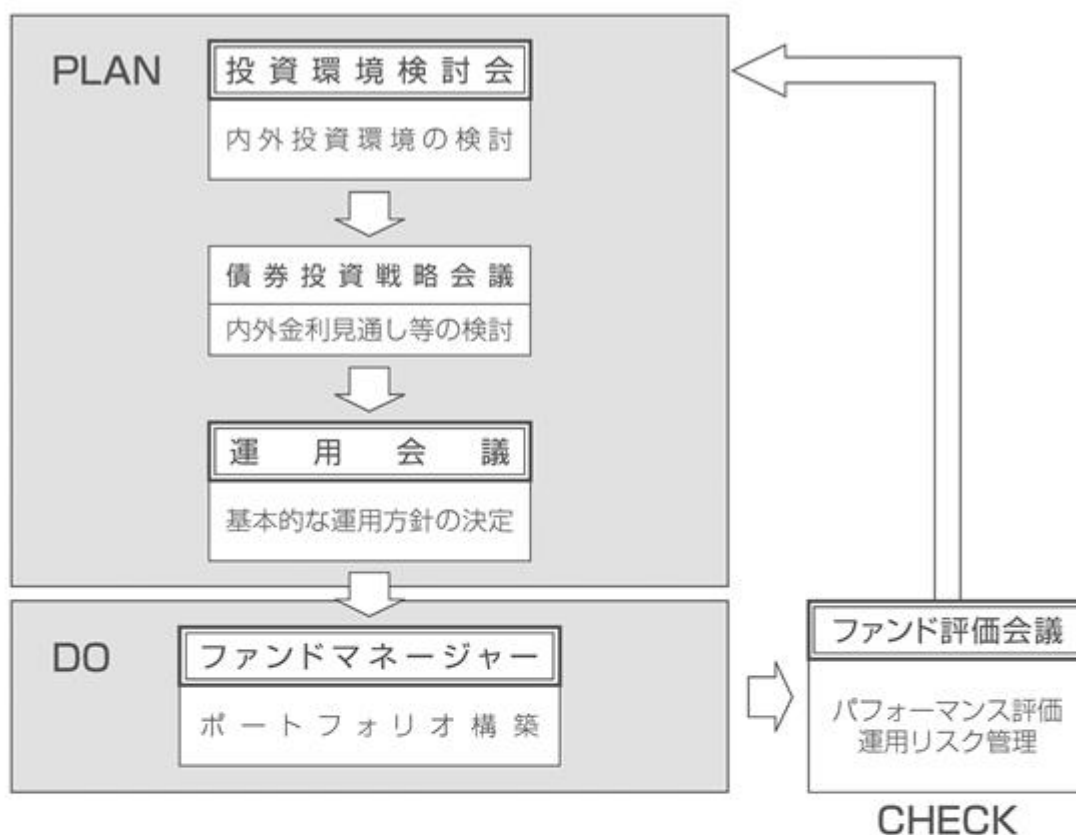 PLAN
投資環境検討会
内外投資環境の検討
債券投資戦略会議
内外金利見通し等の検討
運用会議
基本的な運用方針の決定
DO
ファンドマネージャー
ポートフォリオ構築
ファンド評価会議
パフォーマンス評価
運用リスク管理
CHECK